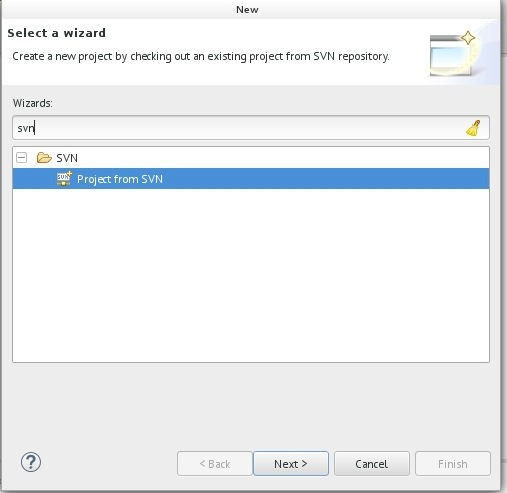 New
Select a wizard
Create a new project by checking out an existing project from SVN repository.
Wizards:
svn
SVN
Project from SVN
< Back Next > Cancel Finish